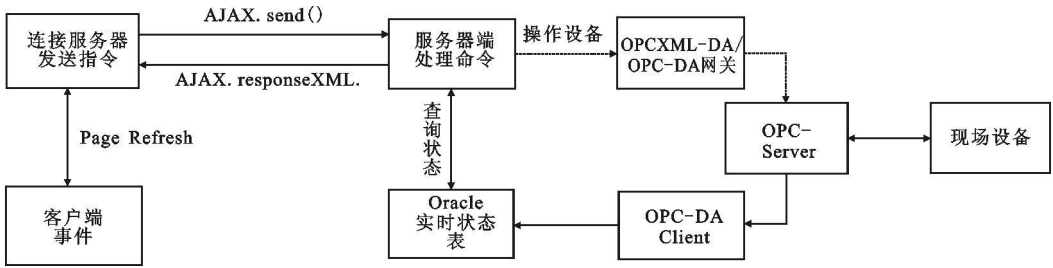 AJAX. send()
连接服务器
发送指令
服务器端
处理命令
操作设备
OPCXML-DA/
OPC-DA网关
AJAX. responseXML.
Page Refresh
查询状态
OPC-
Server
现场设备
客户端
事件
Oracle
实时状态
表
OPC-DA
Client